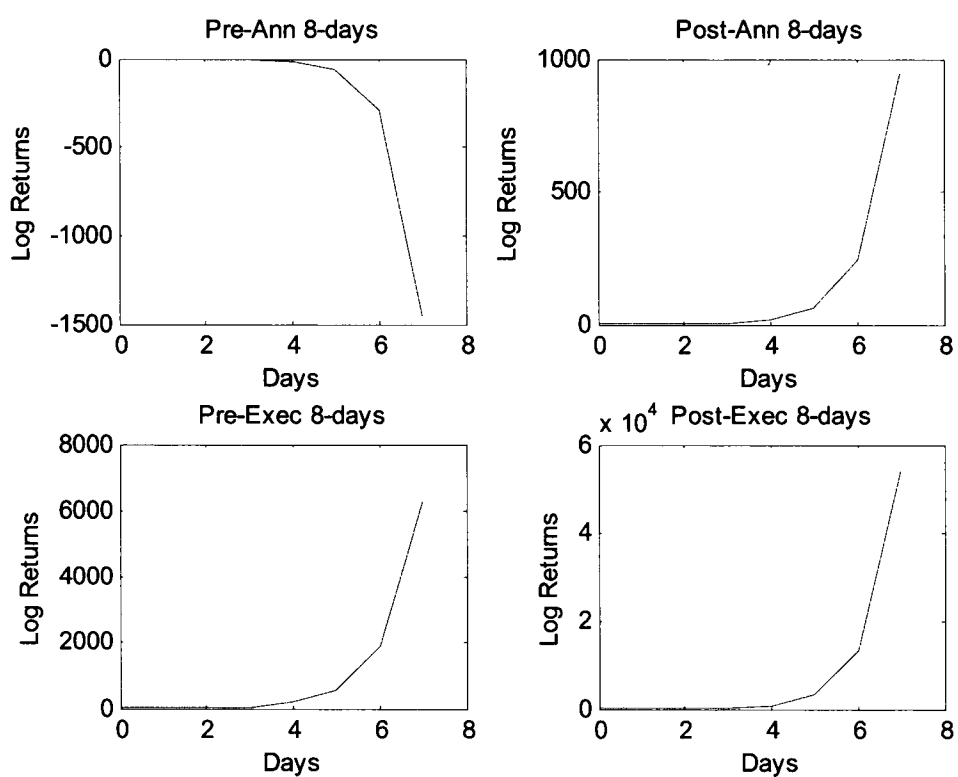 Pre-Ann 8-days
0
-500
-1000
-1500
Log Returns
0 2 4 6 8
Days
Post-Ann 8-days
1000
500
0
Log Returns
0 2 4 6 8
Days
Pre-Exec 8-days
8000
6000
4000
2000
0
Log Returns
0 2 4 6 8
Days
x 10^4 Post-Exec 8-days
6
4
2
0
Log Returns
0 2 4 6 8
Days